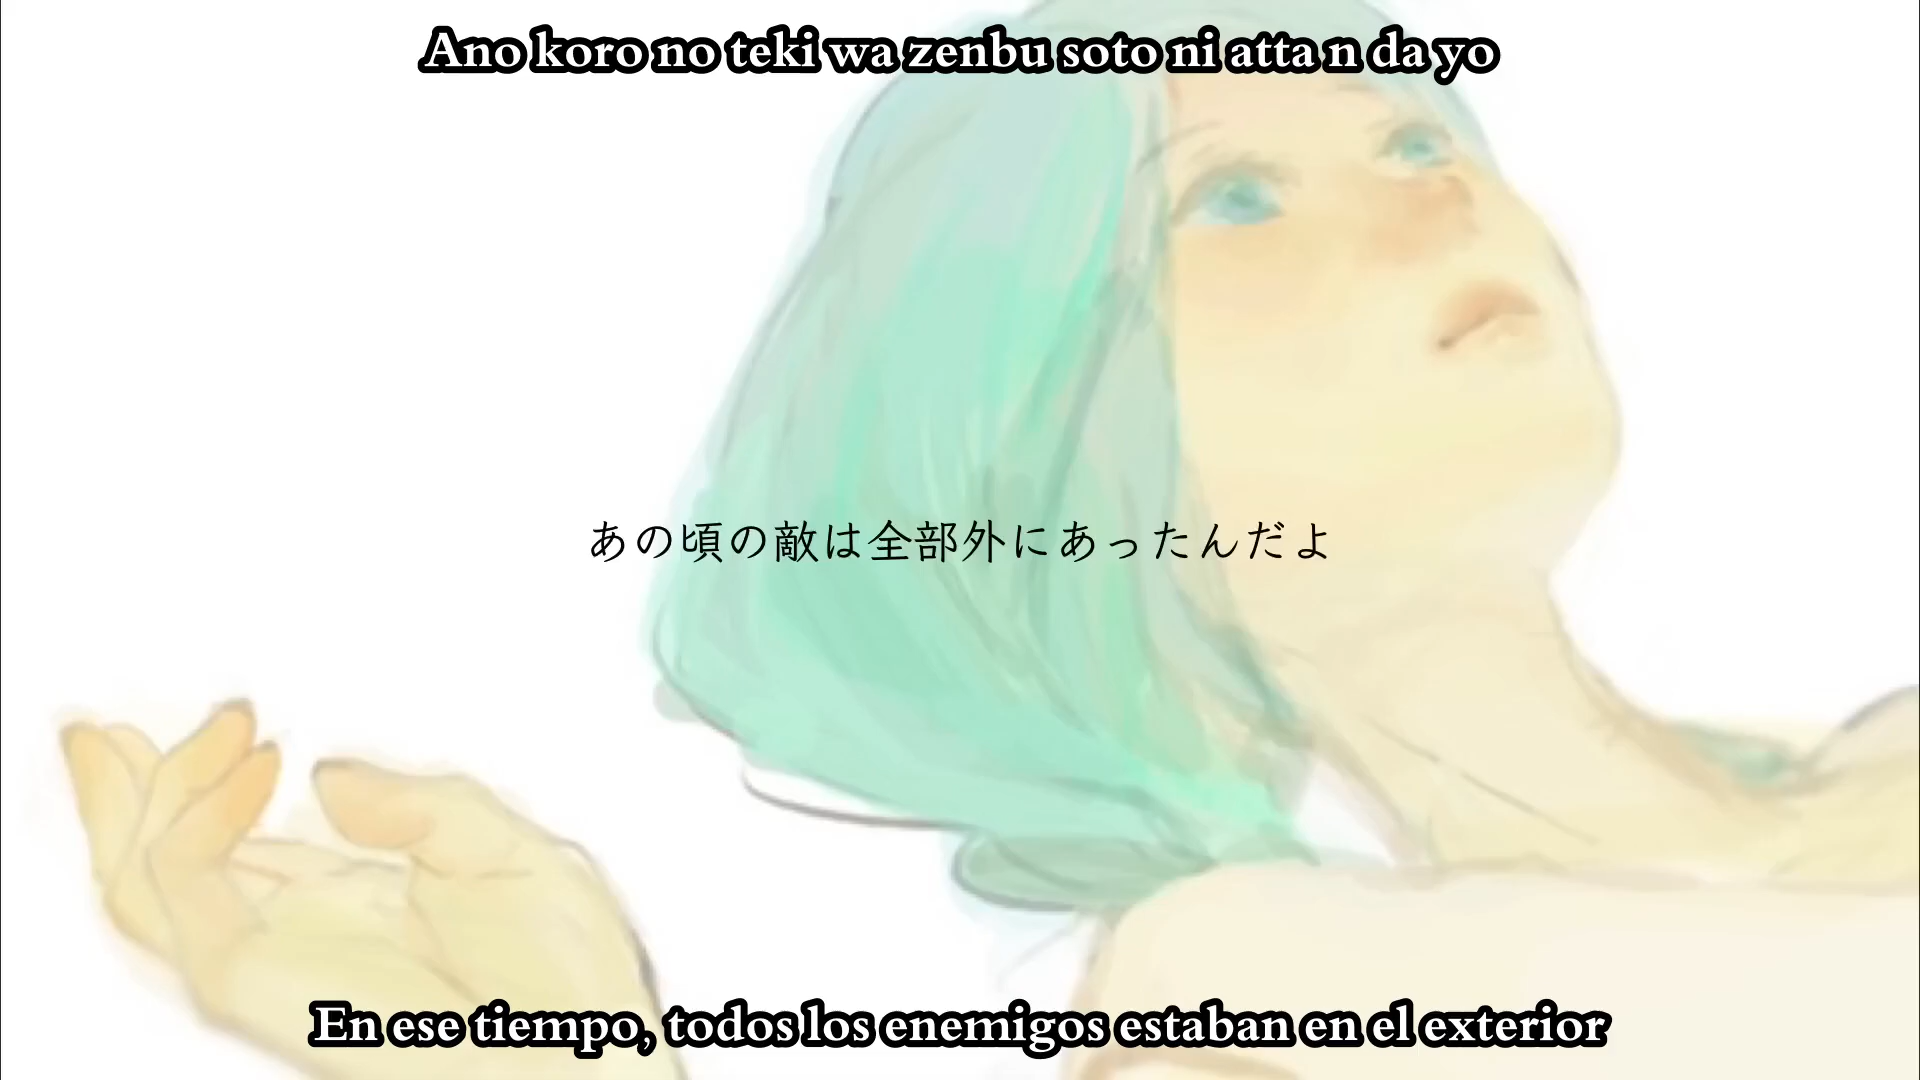 Ano koro no teki wa zenbu soto ni atta n da yo
あの頃の敵は全部外にあったんだよ
En ese tiempo, todos los enemigos estaban en el exterior